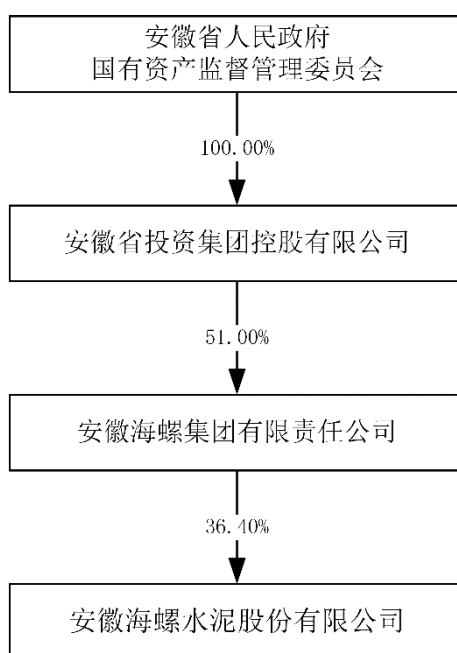 安徽省人民政府
国有资产监督管理委员会
100.00%
安徽省投资集团控股有限公司
51.00%
安徽海螺集团有限责任公司
36.40%
安徽海螺水泥股份有限公司